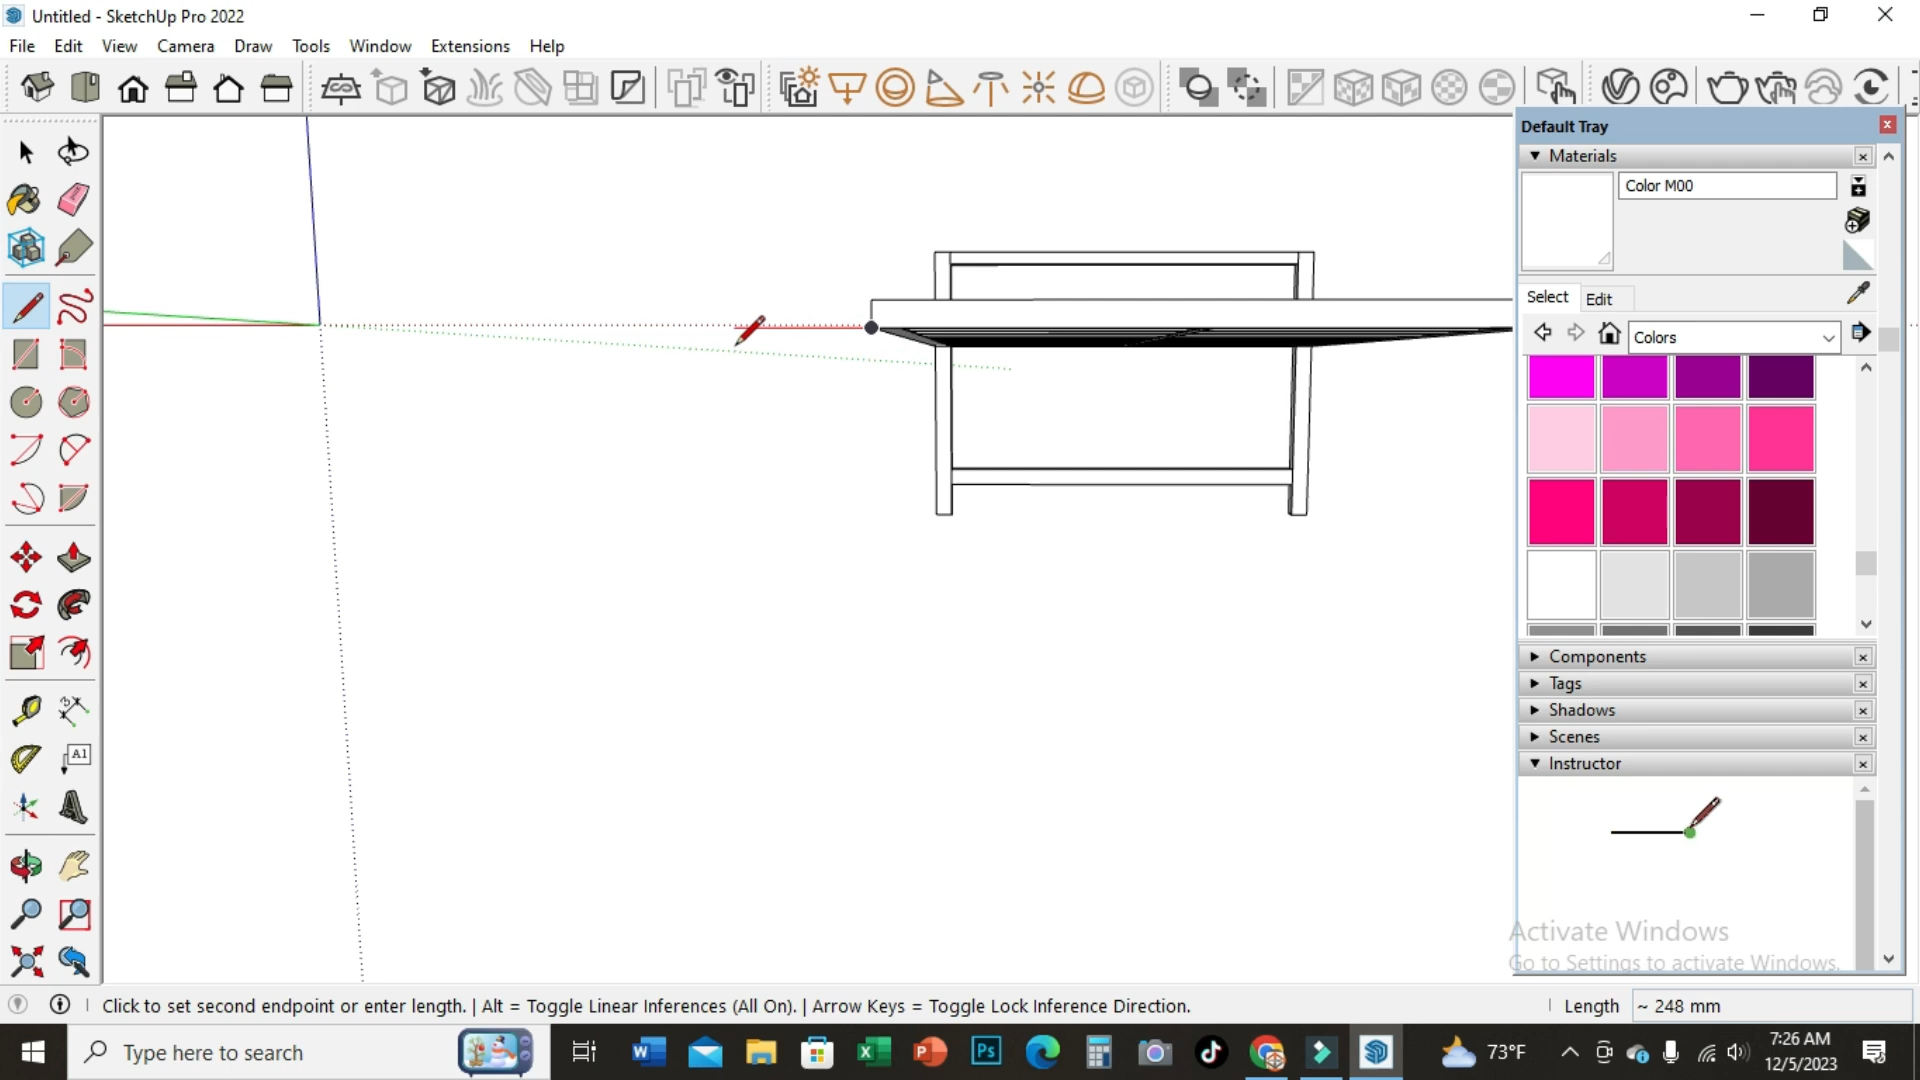 Untitled - SketchUp Pro 2022
File Edit View Camera Draw Tools Window Extensions Help
Default Tray
Materials
Color M00
Select Edit
Colors
Components
Tags
Shadows
Scenes
Instructor
A1
Activate Windows
Go to Settings to activate Windows.
Click to set second endpoint or enter length. | Alt = Toggle Linear Inferences (All On). | Arrow Keys = Toggle Lock Inference Direction.
Length ~ 248 mm
Type here to search
73°F
7:26 AM
12/5/2023